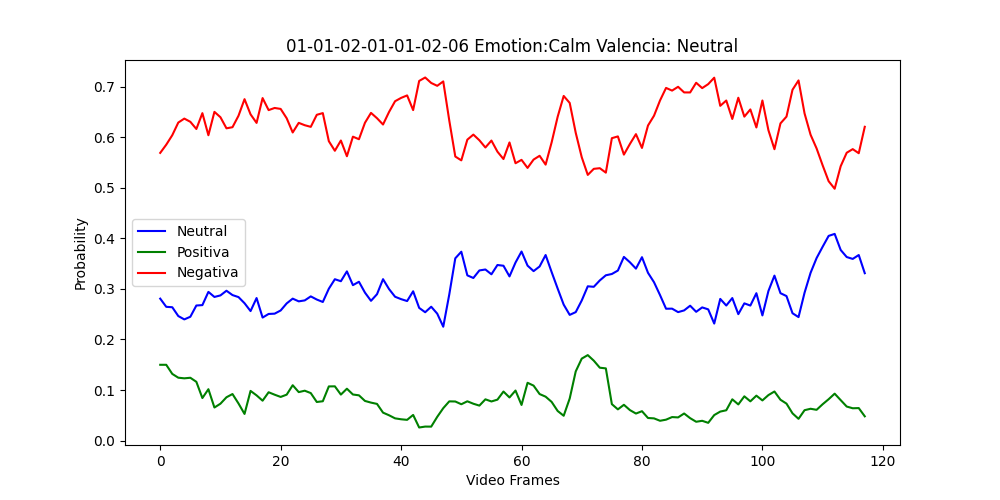 01-01-02-01-01-02-06 Emotion:Calm Valencia: Neutral
Probability
0.7
0.6
0.5
0.4
0.3
0.2
0.1
0.0
Neutral
Positiva
Negativa
0 20 40 60 80 100 120
Video Frames